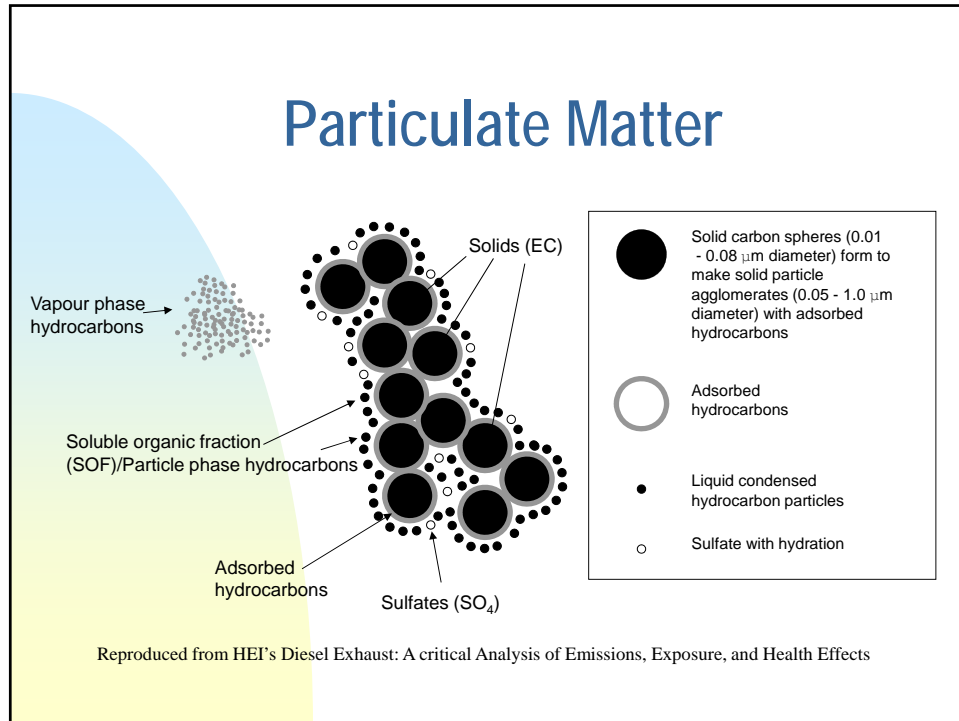 Particulate Matter
Solids (EC)
Vapour phase
hydrocarbons
Soluble organic fraction
(SOF)/Particle phase hydrocarbons
Adsorbed
hydrocarbons
Sulfates (SO₄)
Solid carbon spheres (0.01
- 0.08 µm diameter) form to
make solid particle
agglomerates (0.05 - 1.0 µm
diameter) with adsorbed
hydrocarbons
Adsorbed
hydrocarbons
Liquid condensed
hydrocarbon particles
Sulfate with hydration
Reproduced from HEI's Diesel Exhaust: A critical Analysis of Emissions, Exposure, and Health Effects